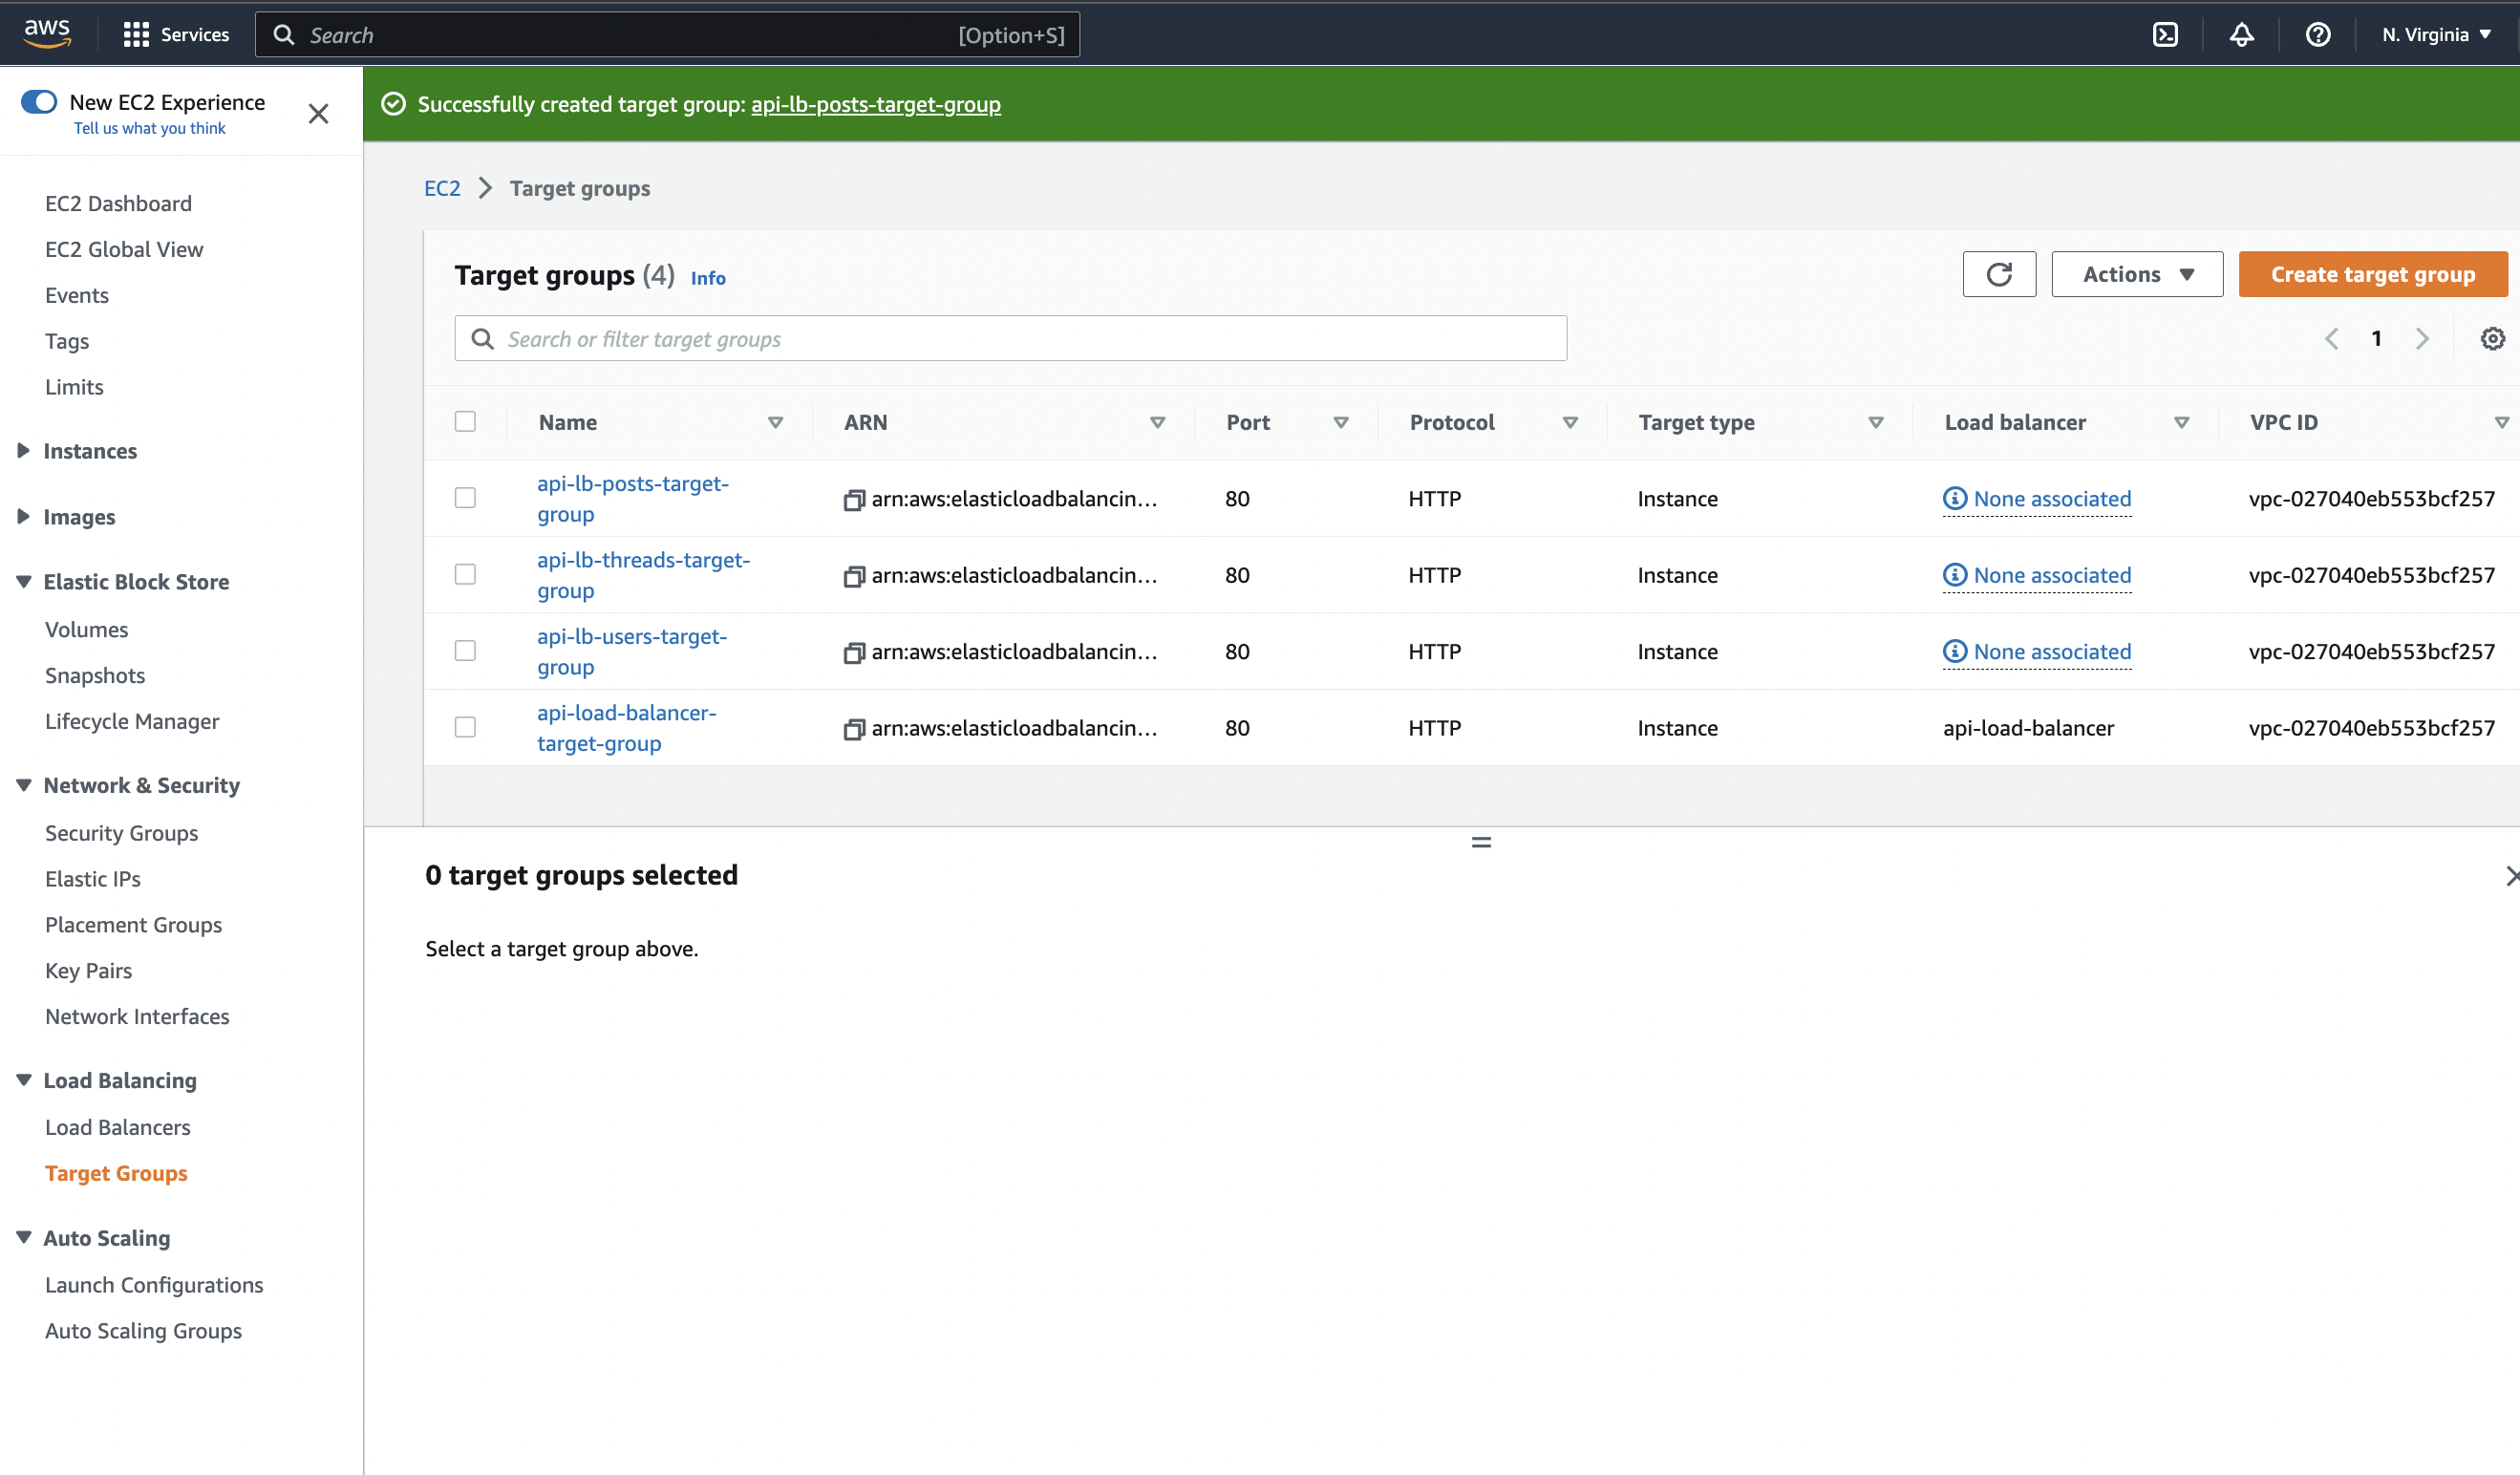 aws
Services
Search
[Option+S]
N. Virginia
New EC2 Experience
Tell us what you think
EC2 Dashboard
EC2 Global View
Events
Tags
Limits
Instances
Images
Elastic Block Store
Volumes
Snapshots
Lifecycle Manager
Network & Security
Security Groups
Elastic IPs
Placement Groups
Key Pairs
Network Interfaces
Load Balancing
Load Balancers
Target Groups
Auto Scaling
Launch Configurations
Auto Scaling Groups
Successfully created target group: api-lb-posts-target-group
EC2 > Target groups
Target groups (4) Info
Actions
Create target group
Search or filter target groups
1
Name ARN Port Protocol Target type Load balancer VPC ID
api-lb-posts-target-
group
arn:aws:elasticloadbalancin... 80 HTTP Instance None associated vpc-027040eb553bcf257
api-lb-threads-target-
group
arn:aws:elasticloadbalancin... 80 HTTP Instance None associated vpc-027040eb553bcf257
api-lb-users-target-
group
arn:aws:elasticloadbalancin... 80 HTTP Instance None associated vpc-027040eb553bcf257
api-load-balancer-
target-group
arn:aws:elasticloadbalancin... 80 HTTP Instance api-load-balancer vpc-027040eb553bcf257
0 target groups selected
Select a target group above.